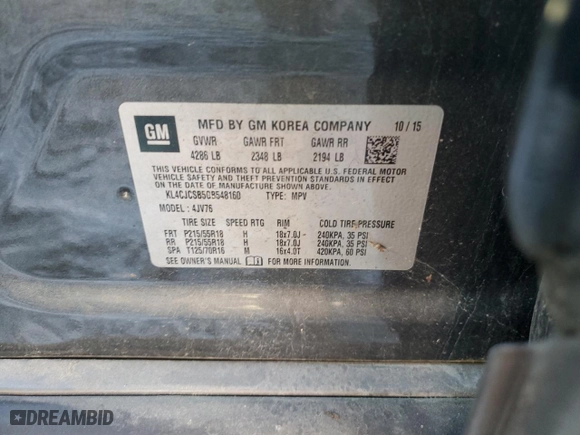 GM
MFD BY GM KOREA COMPANY 10/15
GVWR GAWR FRT GAWR RR
4286 LB 2348 LB 2194 LB
THIS VEHICLE CONFORMS TO ALL APPLICABLE U.S. FEDERAL
MOTOR VEHICLE SAFETY, BUMPER, AND THEFT PREVENTION
STANDARDS IN EFFECT ON THE DATE OF MANUFACTURE SHOWN ABOVE.
KL4CJCSB5GB548160 TYPE: MPV
MODEL: 4JV76
TIRE SIZE SPEED RTG RIM COLD TIRE PRESSURE
FRT P215/55R18 H 18x7.0J 240KPA, 35 PSI
RR P215/55R18 H 18x7.0J 240KPA, 35 PSI
SPA T125/70R16 M 16x4.0T 420KPA, 60 PSI
SEE OWNER'S MANUAL FOR MORE INFORMATION.
DREAMBID